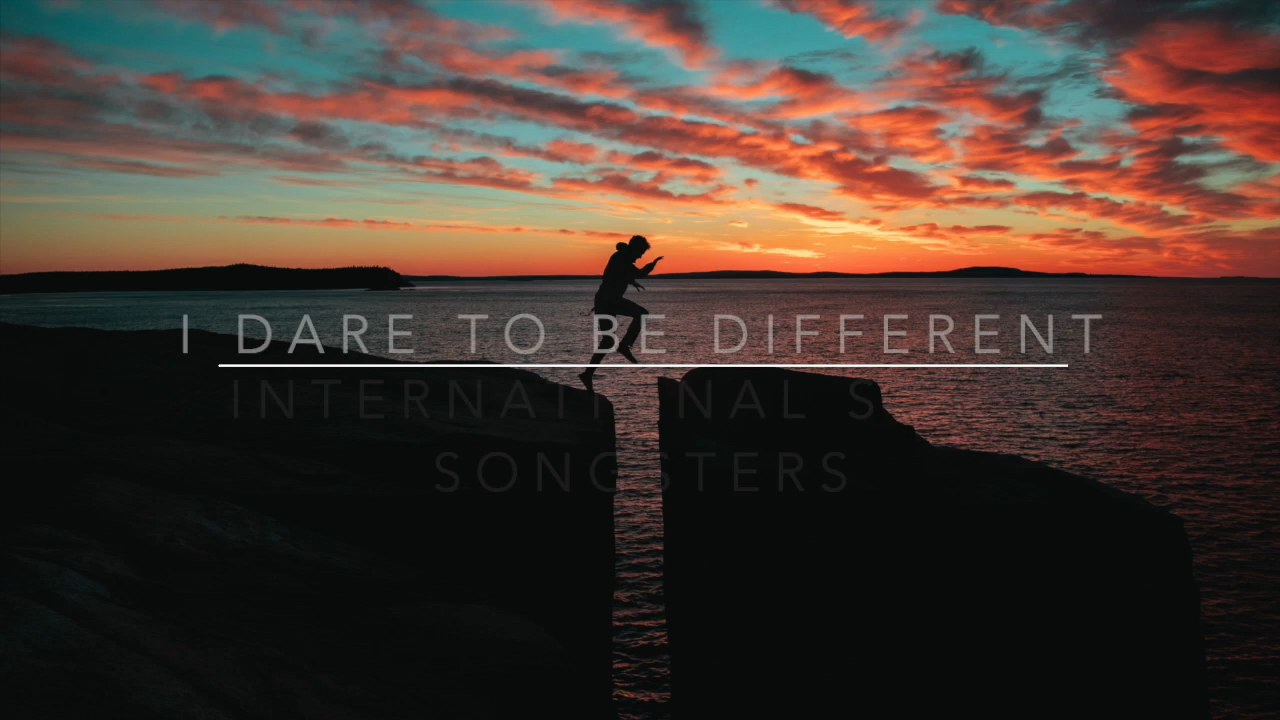 I DARE TO BE DIFFERENT
INTERNATIONAL S
SONGSTERS